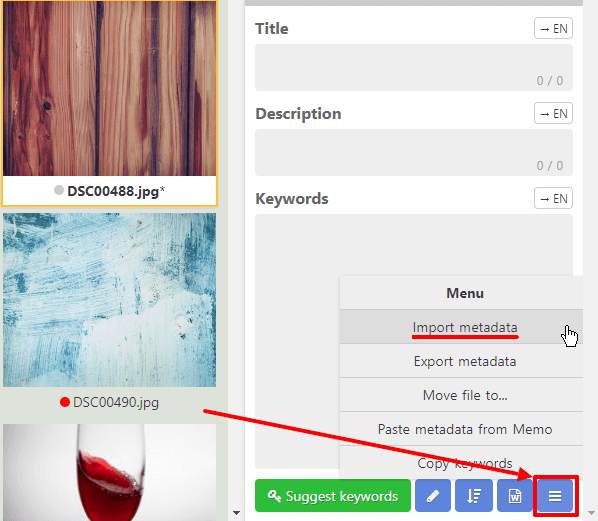 DSC00488.jpg*
DSC00490.jpg
Title
→ EN
0 / 0
Description
→ EN
0 / 0
Keywords
→ EN
Menu
Import metadata
Export metadata
Move file to...
Paste metadata from Memo
Copy keywords
Suggest keywords